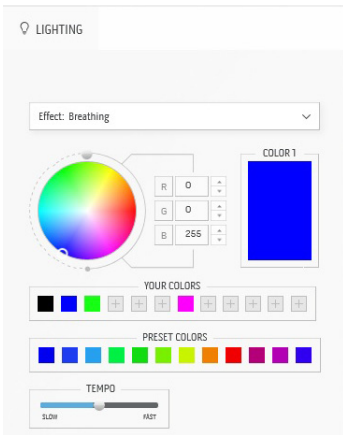 LIGHTING
Effect: Breathing
COLOR 1
R 0
G 0
B 255
YOUR COLORS
PRESET COLORS
TEMPO
SLOW FAST